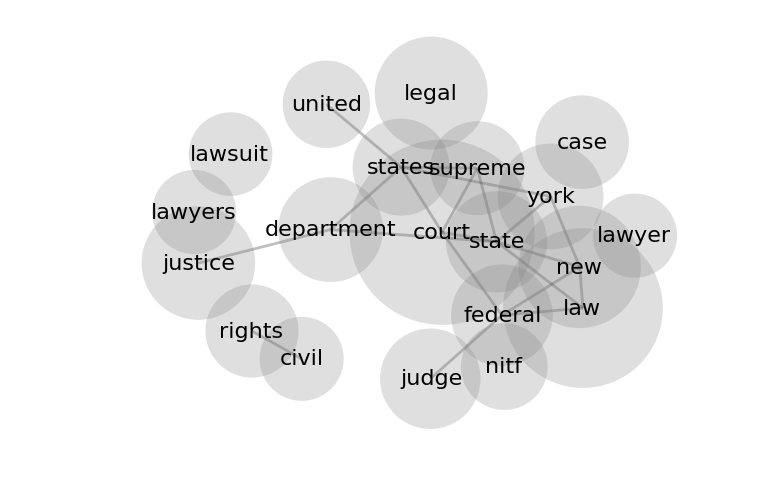 legal
united
case
lawsuit
states
supreme
york
lawyers
department
court
state
lawyer
justice
new
law
federal
rights
civil
nitf
judge